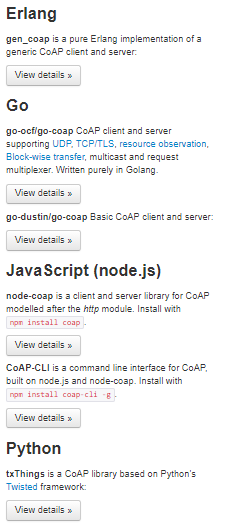 Erlang
gen_coap is a pure Erlang implementation of a
generic CoAP client and server:
View details »
Go
go-ocf/go-coap CoAP client and server
supporting UDP, TCP/TLS, resource observation,
Block-wise transfer, multicast and request
multiplexer. Written purely in Golang.
View details »
go-dustin/go-coap Basic CoAP client and server:
View details »
JavaScript (node.js)
node-coap is a client and server library for CoAP
modelled after the http module. Install with
npm install coap.
View details »
CoAP-CLI is a command line interface for CoAP,
built on node.js and node-coap. Install with
npm install coap-cli -g.
View details »
Python
txThings is a CoAP library based on Python's
Twisted framework:
View details »